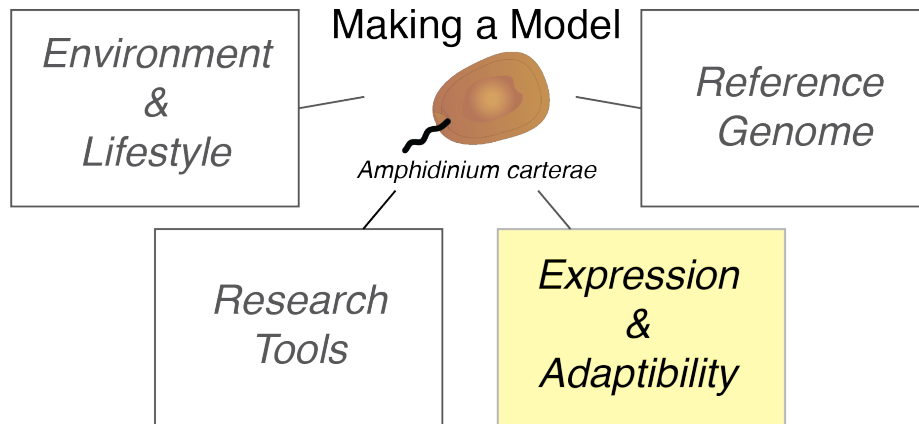 Making a Model
Environment
&
Lifestyle
Reference
Genome
Amphidinium carterae
Research
Tools
Expression
&
Adaptibility